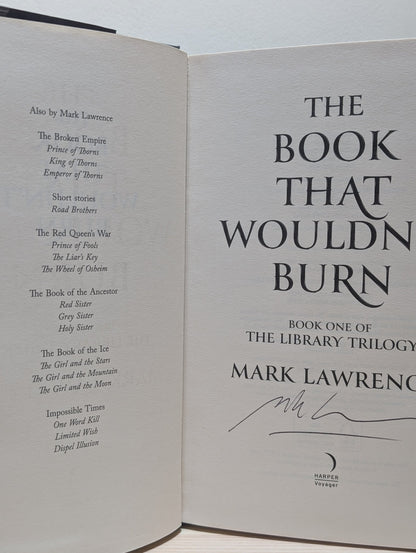 Also by Mark Lawrence
The Broken Empire
Prince of Thorns
King of Thorns
Emperor of Thorns
Short stories
Road Brothers
The Red Queen's War
Prince of Fools
The Liar's Key
The Wheel of Osheim
The Book of the Ancestor
Red Sister
Grey Sister
Holy Sister
The Book of the Ice
The Girl and the Stars
The Girl and the Mountain
The Girl and the Moon
Impossible Times
One Word Kill
Limited Wish
Dispel Illusion
THE
BOOK
THAT
WOULDN'
BURN
BOOK ONE OF
THE LIBRARY TRILOGY
MARK LAWRENC
HARPER
Voyager